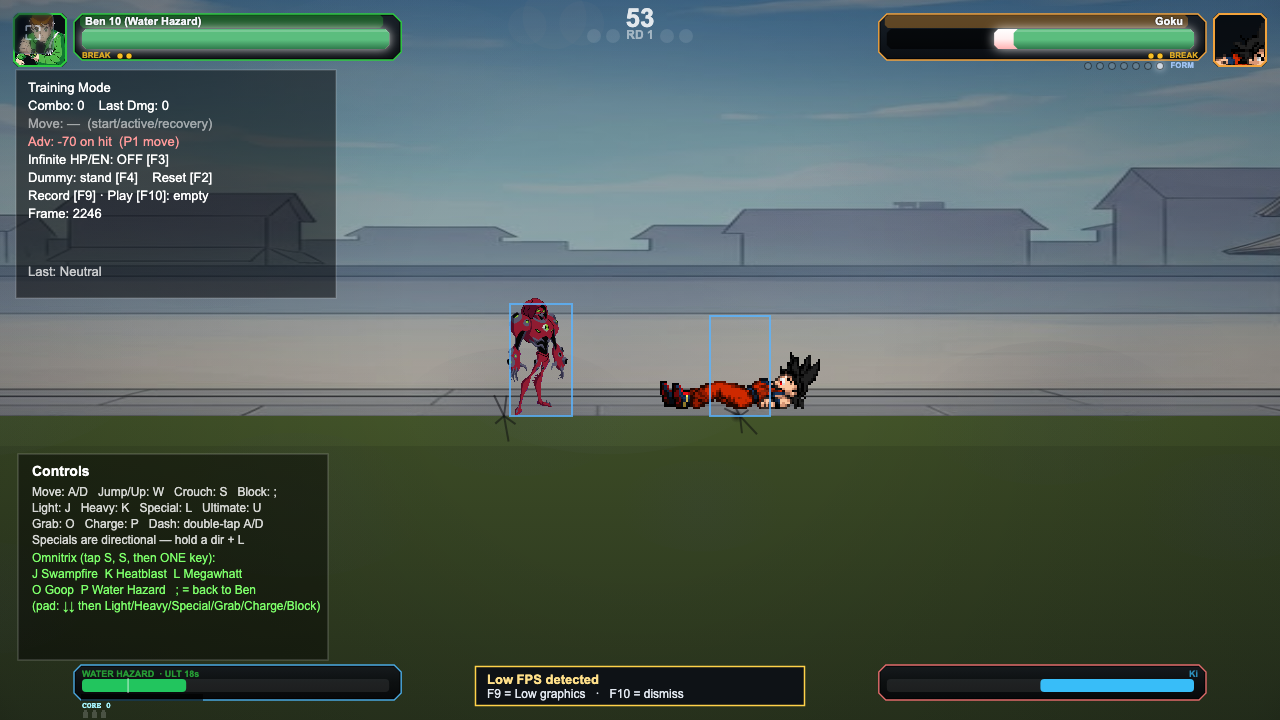 Ben 10 (Water Hazard)
BREAK
53
RD 1
Goku
BREAK
FORM
Training Mode
Combo: 0 Last Dmg: 0
Move: — (start/active/recovery)
Adv: -70 on hit (P1 move)
Infinite HP/EN: OFF [F3]
Dummy: stand [F4] Reset [F2]
Record [F9] · Play [F10]: empty
Frame: 2246
Last: Neutral
Controls
Move: A/D Jump/Up: W Crouch: S Block: ;
Light: J Heavy: K Special: L Ultimate: U
Grab: O Charge: P Dash: double-tap A/D
Specials are directional — hold a dir + L
Omnitrix (tap S, S, then ONE key):
J Swampfire K Heatblast L Megawhatt
O Goop P Water Hazard ; = back to Ben
(pad: ↓↓ then Light/Heavy/Special/Grab/Charge/Block)
WATER HAZARD · ULT 18s
CORE 0
Low FPS detected
F9 = Low graphics · F10 = dismiss
Ki